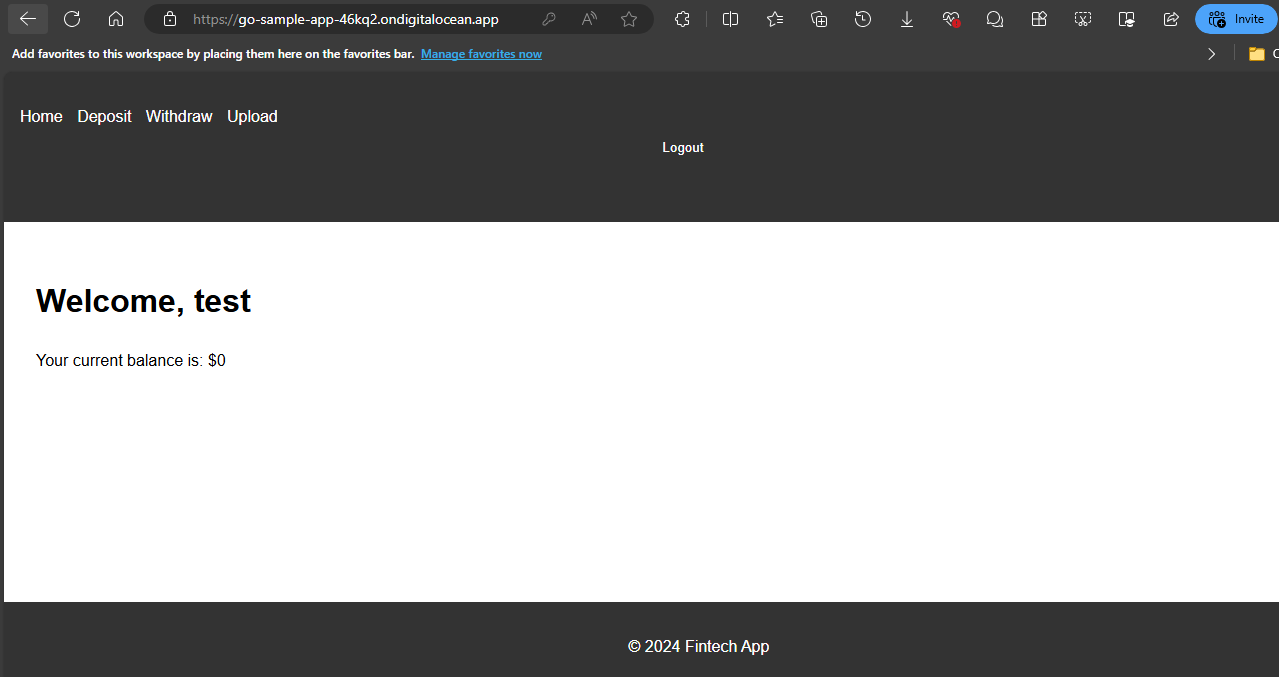 https://go-sample-app-46kq2.ondigitalocean.app
Invite
Add favorites to this workspace by placing them here on the favorites bar. Manage favorites now
Home Deposit Withdraw Upload
Logout
Welcome, test
Your current balance is: $0
© 2024 Fintech App